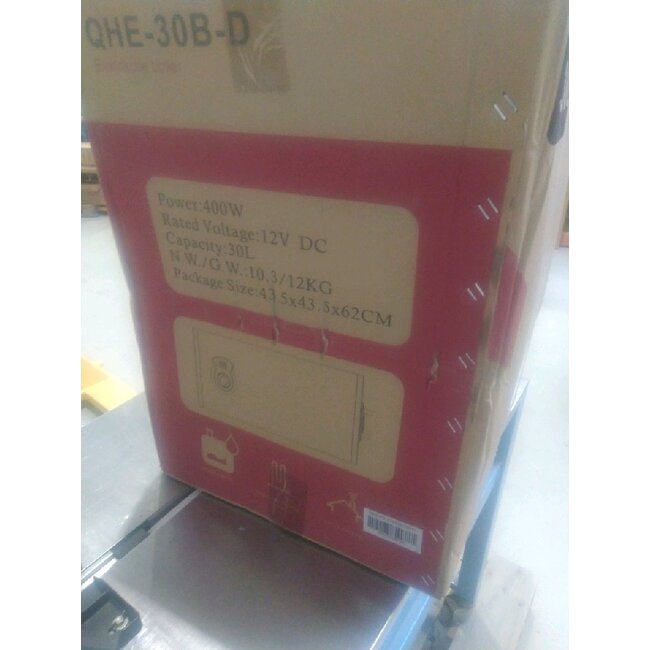 QHE-30B-D
Power:400W
Rated Voltage:12V DC
Capacity:30L
N.W./G.W.:10.3/12KG
Package Size:43.5x43.5x62CM